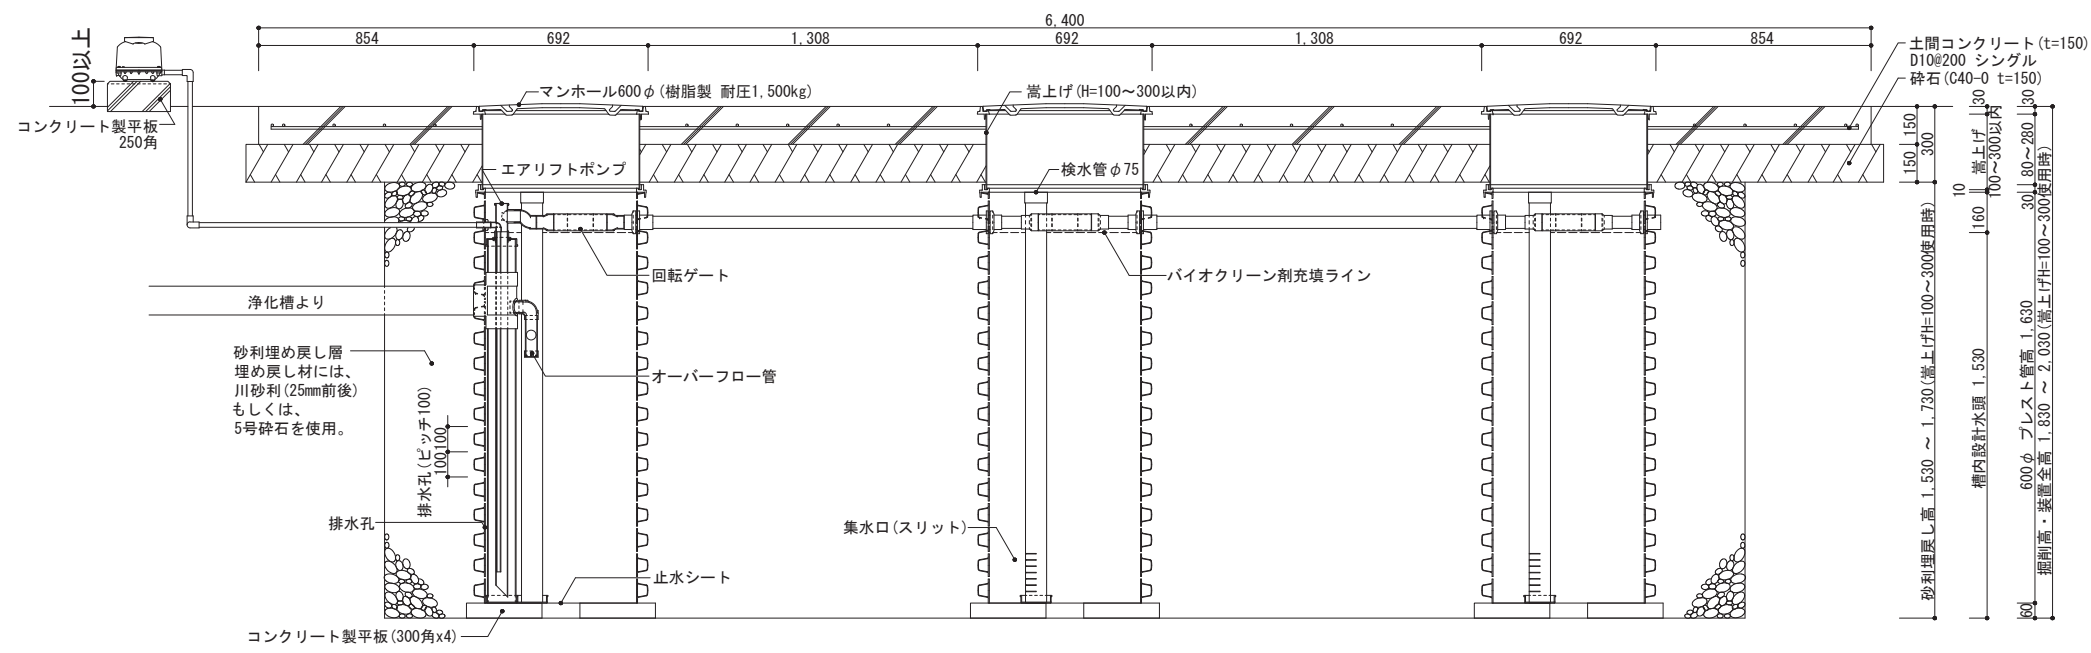 6,400
854
692
1,308
692
1,308
692
854
100以上
コンクリート製平板
250角
マンホール600φ(樹脂製 耐圧1,500kg)
嵩上げ(H=100～300以内)
土間コンクリート(t=150)
D10@200 シングル
砕石(C40-0 t=150)
エアリフトポンプ
検水管φ75
回転ゲート
バイオクリーン剤充填ライン
浄化槽より
砂利埋め戻し層
埋め戻し材には、
川砂利(25mm前後)
もしくは、
5号砕石を使用。
オーバーフロー管
排水孔(ピッチ100)
100
100
排水孔
集水口(スリット)
止水シート
コンクリート製平板(300角x4)
150
150
300
砂利埋戻し高 1,530 ～ 1,730(嵩上げH=100～300使用時)
30
嵩上げ
100～300以内
10
160
槽内設計水頭 1,530
30
80～280
30
600φ プレスト管高 1,630
60
掘削高・装置全高 1,830 ～ 2,030(嵩上げH=100～300使用時)